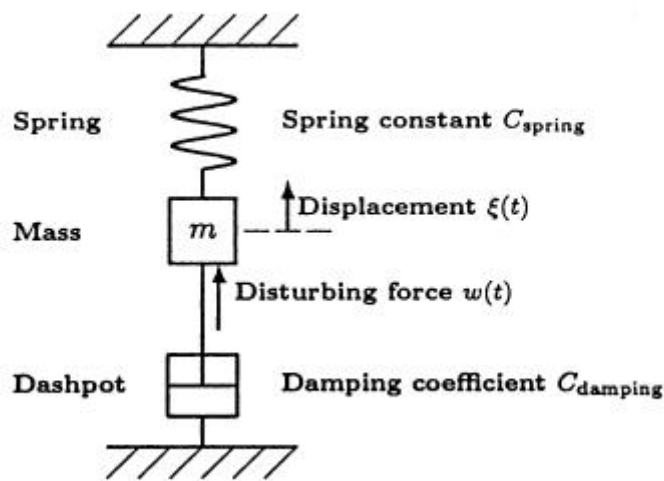 Spring Spring constant C_spring
Displacement ξ(t)
Mass m
Disturbing force w(t)
Dashpot Damping coefficient C_damping